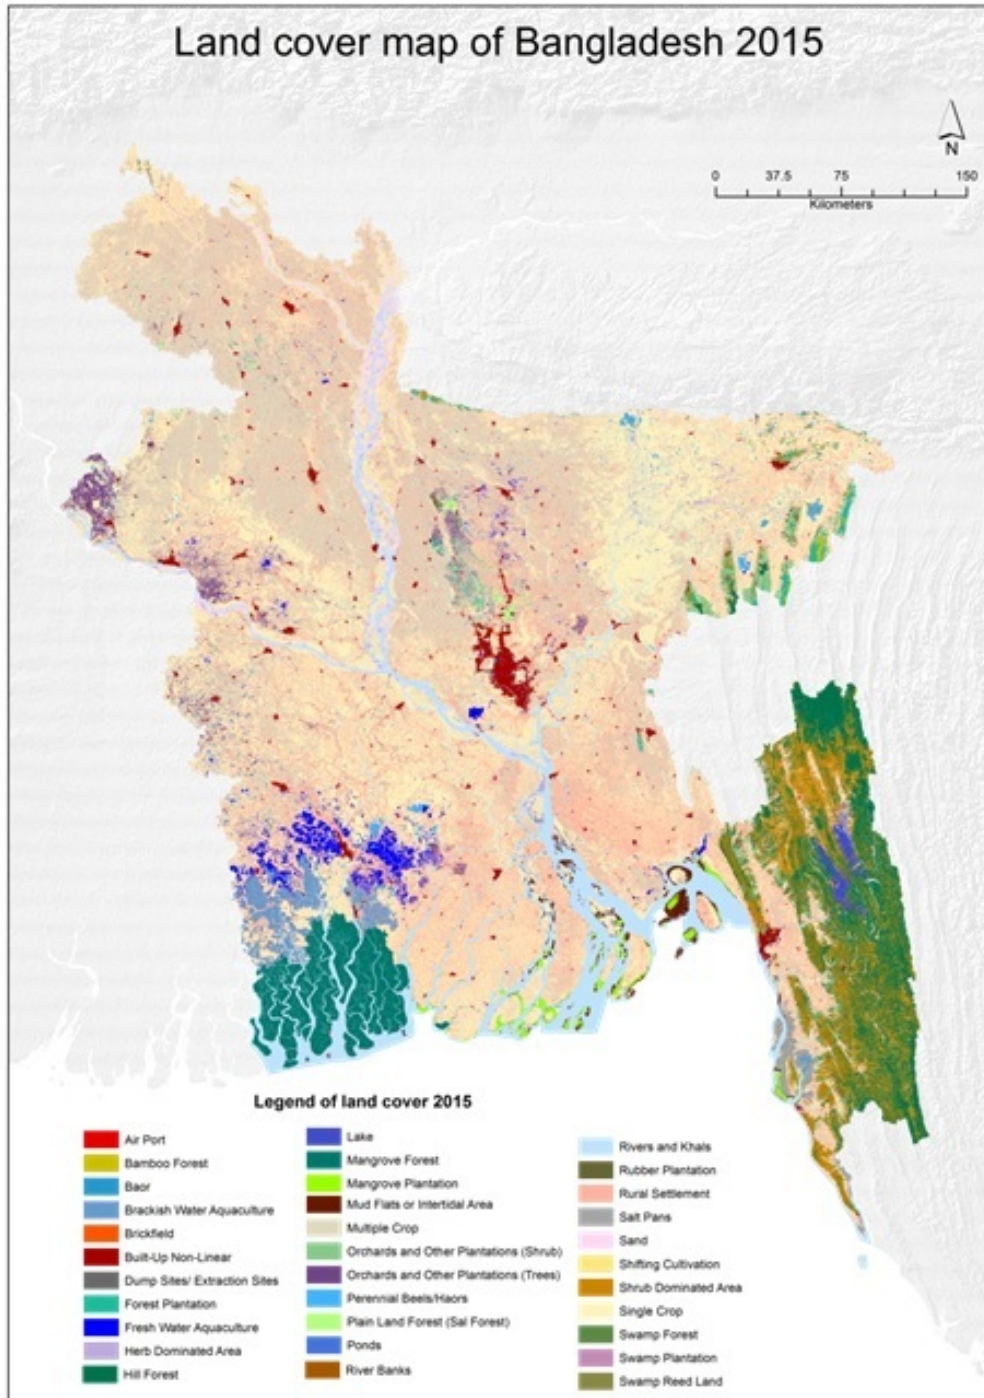 Land cover map of Bangladesh 2015
N
0 37.5 75 150
Kilometers
Legend of land cover 2015
Air Port
Bamboo Forest
Baor
Brackish Water Aquaculture
Brickfield
Built-Up Non-Linear
Dump Sites/ Extraction Sites
Forest Plantation
Fresh Water Aquaculture
Herb Dominated Area
Hill Forest
Lake
Mangrove Forest
Mangrove Plantation
Mud Flats or Intertidal Area
Multiple Crop
Orchards and Other Plantations (Shrub)
Orchards and Other Plantations (Trees)
Perennial Beels/Haors
Plain Land Forest (Sal Forest)
Ponds
River Banks
Rivers and Khals
Rubber Plantation
Rural Settlement
Salt Pans
Sand
Shifting Cultivation
Shrub Dominated Area
Single Crop
Swamp Forest
Swamp Plantation
Swamp Reed Land